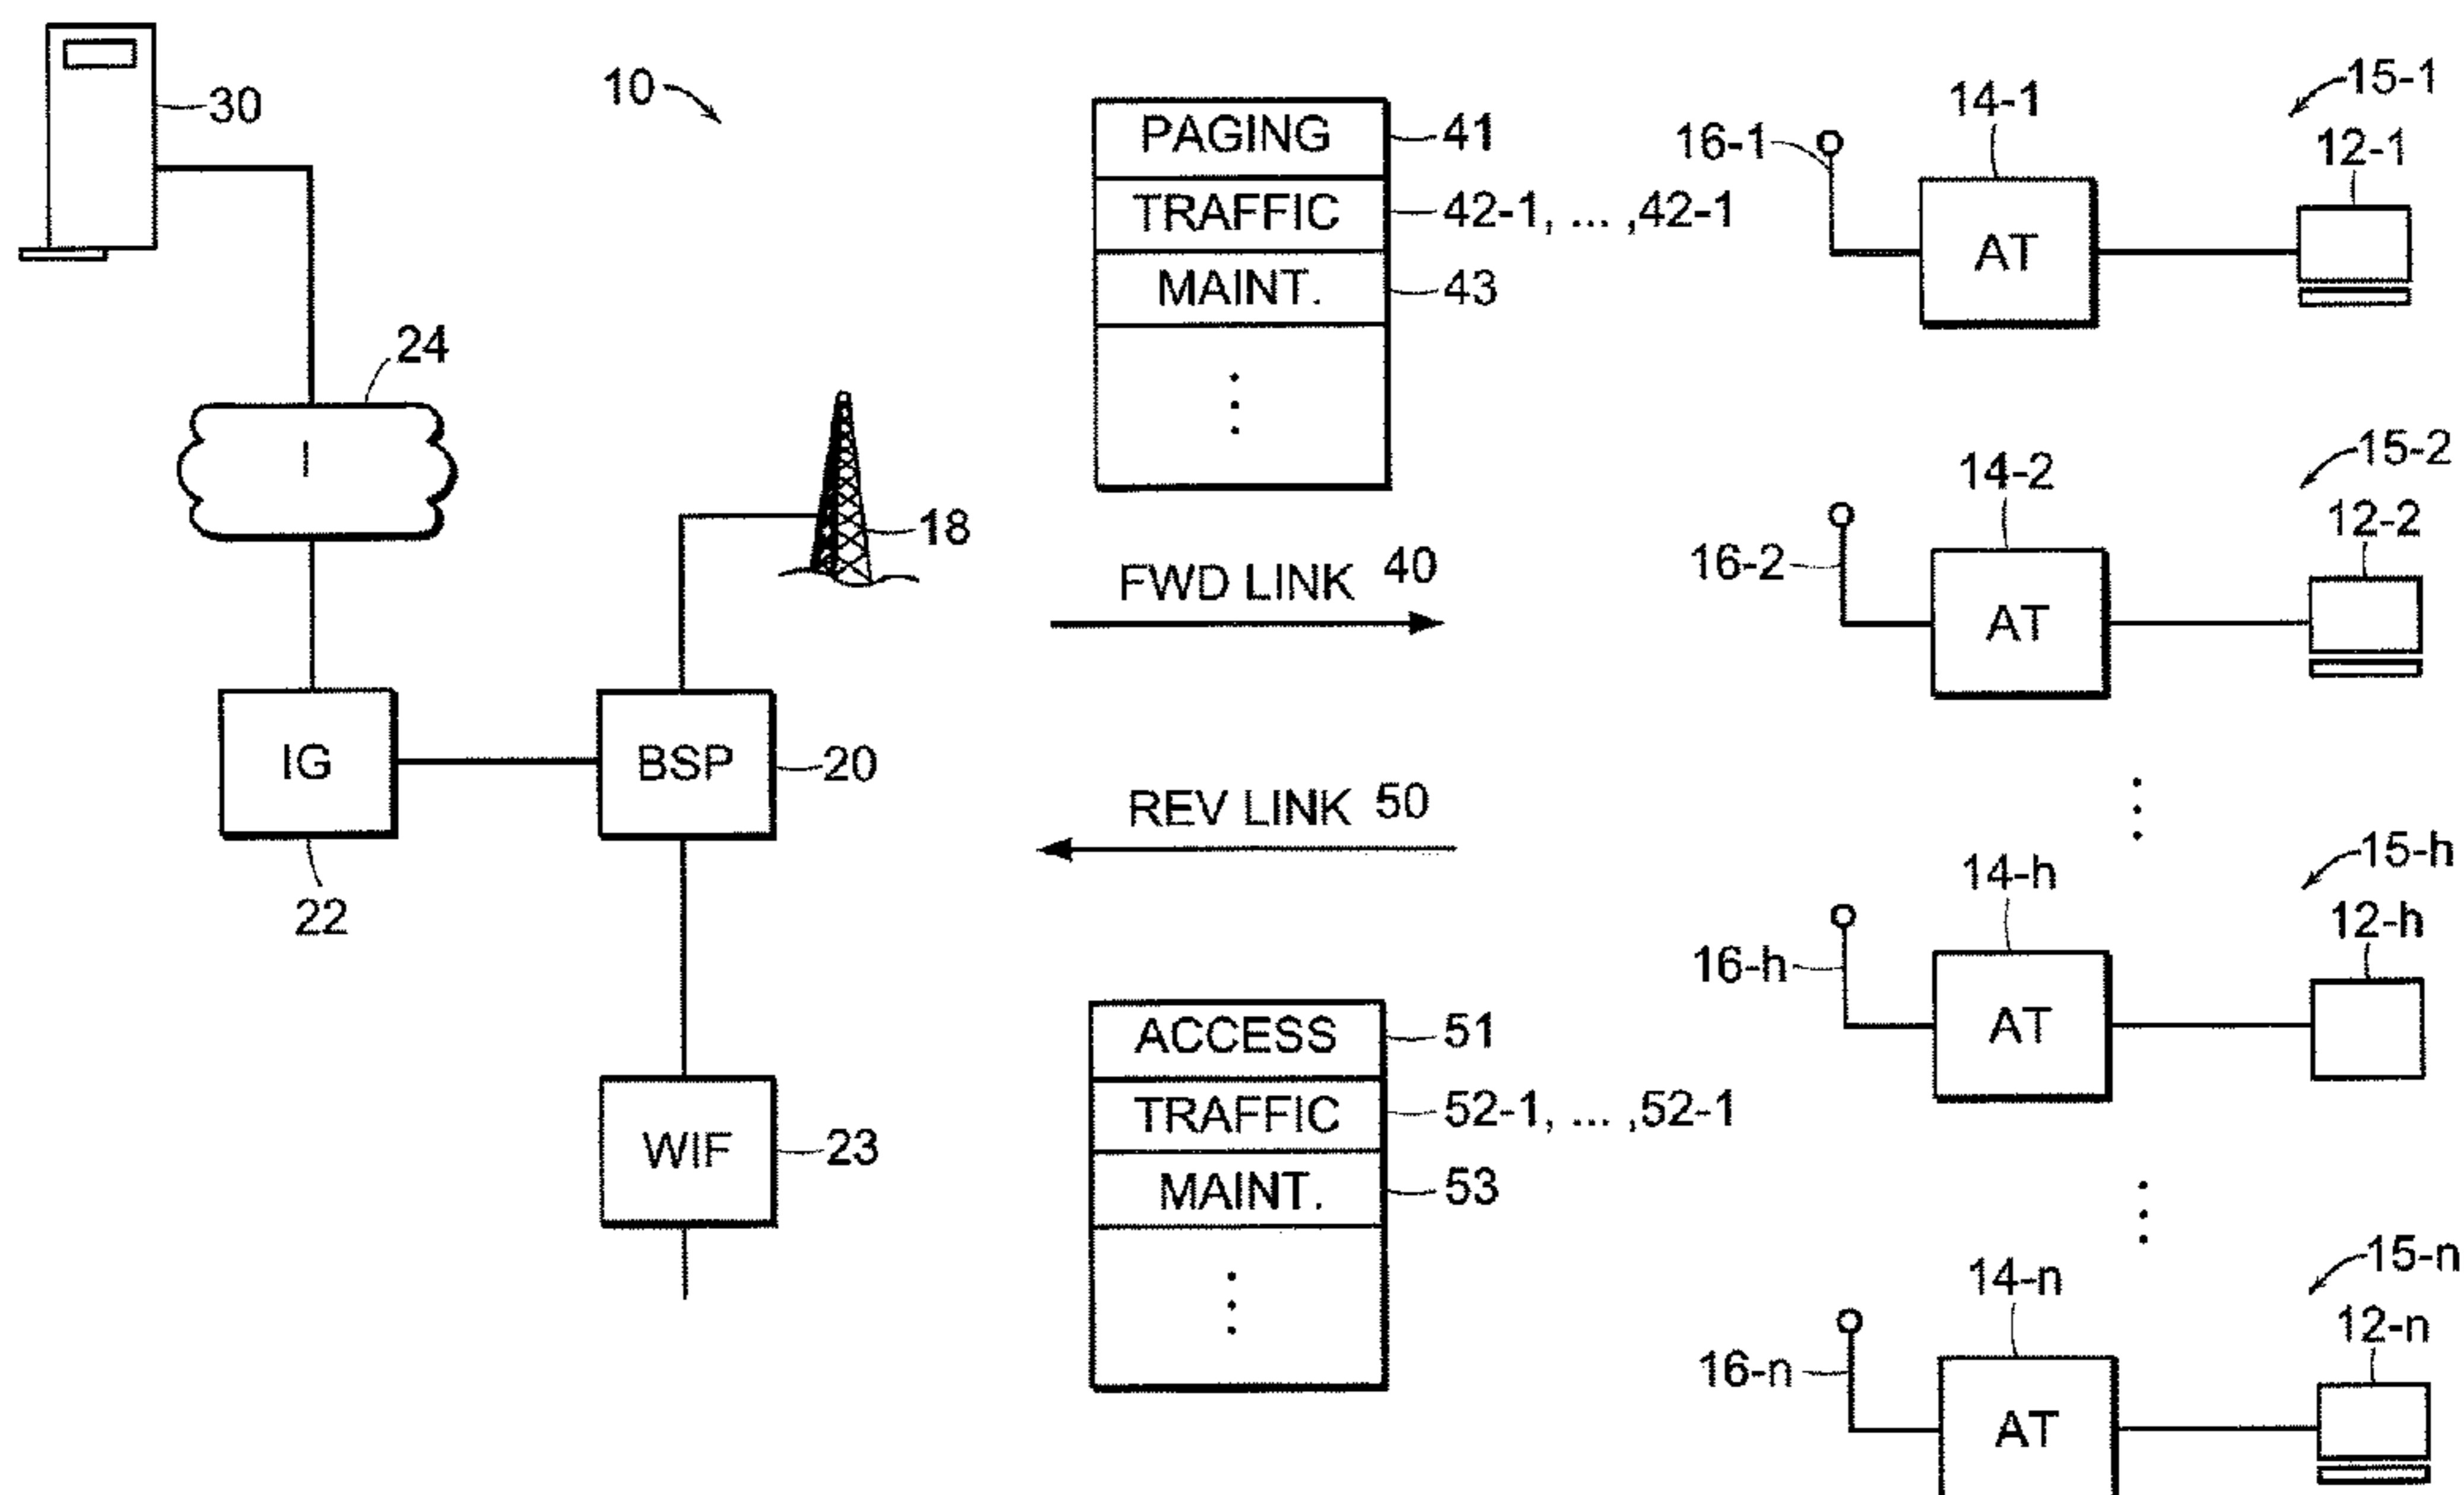 30
10
PAGING
41
TRAFFIC
42-1, ... ,42-1
MAINT.
43
24
I
18
FWD LINK 40
IG
22
BSP
20
REV LINK 50
WIF
23
ACCESS
51
TRAFFIC
52-1, ... ,52-1
MAINT.
53
15-1
14-1
16-1
12-1
AT
15-2
14-2
12-2
16-2
AT
15-h
14-h
12-h
16-h
AT
15-n
14-n
12-n
16-n
AT